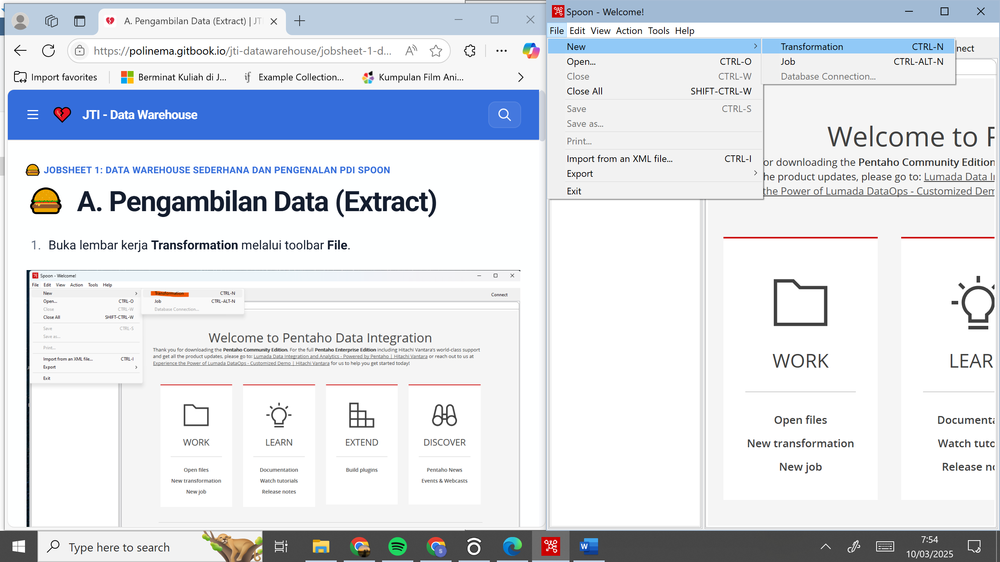 A. Pengambilan Data (Extract) | JTI
https://polinema.gitbook.io/jti-datawarehouse/jobsheet-1-d...
Import favorites
Berminat Kuliah di J...
Example Collection...
Kumpulan Film Ani...
JTI - Data Warehouse
JOBSHEET 1: DATA WAREHOUSE SEDERHANA DAN PENGENALAN PDI SPOON
A. Pengambilan Data (Extract)
1. Buka lembar kerja Transformation melalui toolbar File.
Spoon - Welcome!
File Edit View Action Tools Help
New
Transformation CTRL-N
Connect
Open... CTRL-O
Job CTRL-ALT-N
Close CTRL-W
Database Connection...
Close All SHIFT-CTRL-W
Save CTRL-S
Save as...
Print...
Import from an XML file... CTRL-I
Export
Exit
Welcome to Pentaho Data Integration
Thank you for downloading the Pentaho Community Edition. For the full Pentaho Enterprise Edition including Hitachi Vantara's world-class support
and get all the product updates, please go to: Lumada Data Integration and Analytics - Powered by Pentaho | Hitachi Vantara or reach out to us at
Experience the Power of Lumada DataOps - Customized Demo | Hitachi Vantara for us to help you get started today!
WORK
LEARN
EXTEND
DISCOVER
Open files
Documentation
Build plugins
Pentaho News
New transformation
Watch tutorials
Events & Webcasts
New job
Release notes
Spoon - Welcome!
File Edit View Action Tools Help
New
Transformation CTRL-N
nect
Open... CTRL-O
Job CTRL-ALT-N
Close CTRL-W
Database Connection...
Close All SHIFT-CTRL-W
Save CTRL-S
Save as...
Print...
Import from an XML file... CTRL-I
Export
Exit
Welcome to P
or downloading the Pentaho Community Edition
he product updates, please go to: Lumada Data I
the Power of Lumada DataOps - Customized Dem
WORK
LEAR
Open files
Documenta
New transformation
Watch tuto
New job
Release no
Type here to search
7:54
10/03/2025